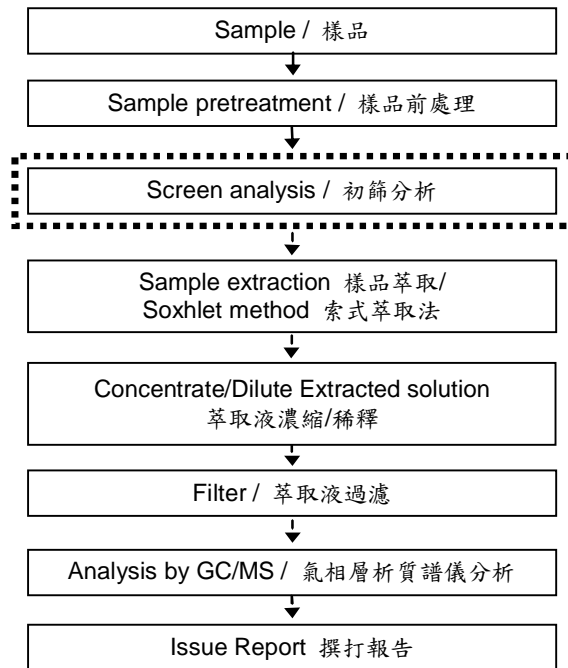 Sample / 樣品
Sample pretreatment / 樣品前處理
Screen analysis / 初篩分析
Sample extraction 樣品萃取/
Soxhlet method 索式萃取法
Concentrate/Dilute Extracted solution
萃取液濃縮/稀釋
Filter / 萃取液過濾
Analysis by GC/MS / 氣相層析質譜儀分析
Issue Report 撰打報告